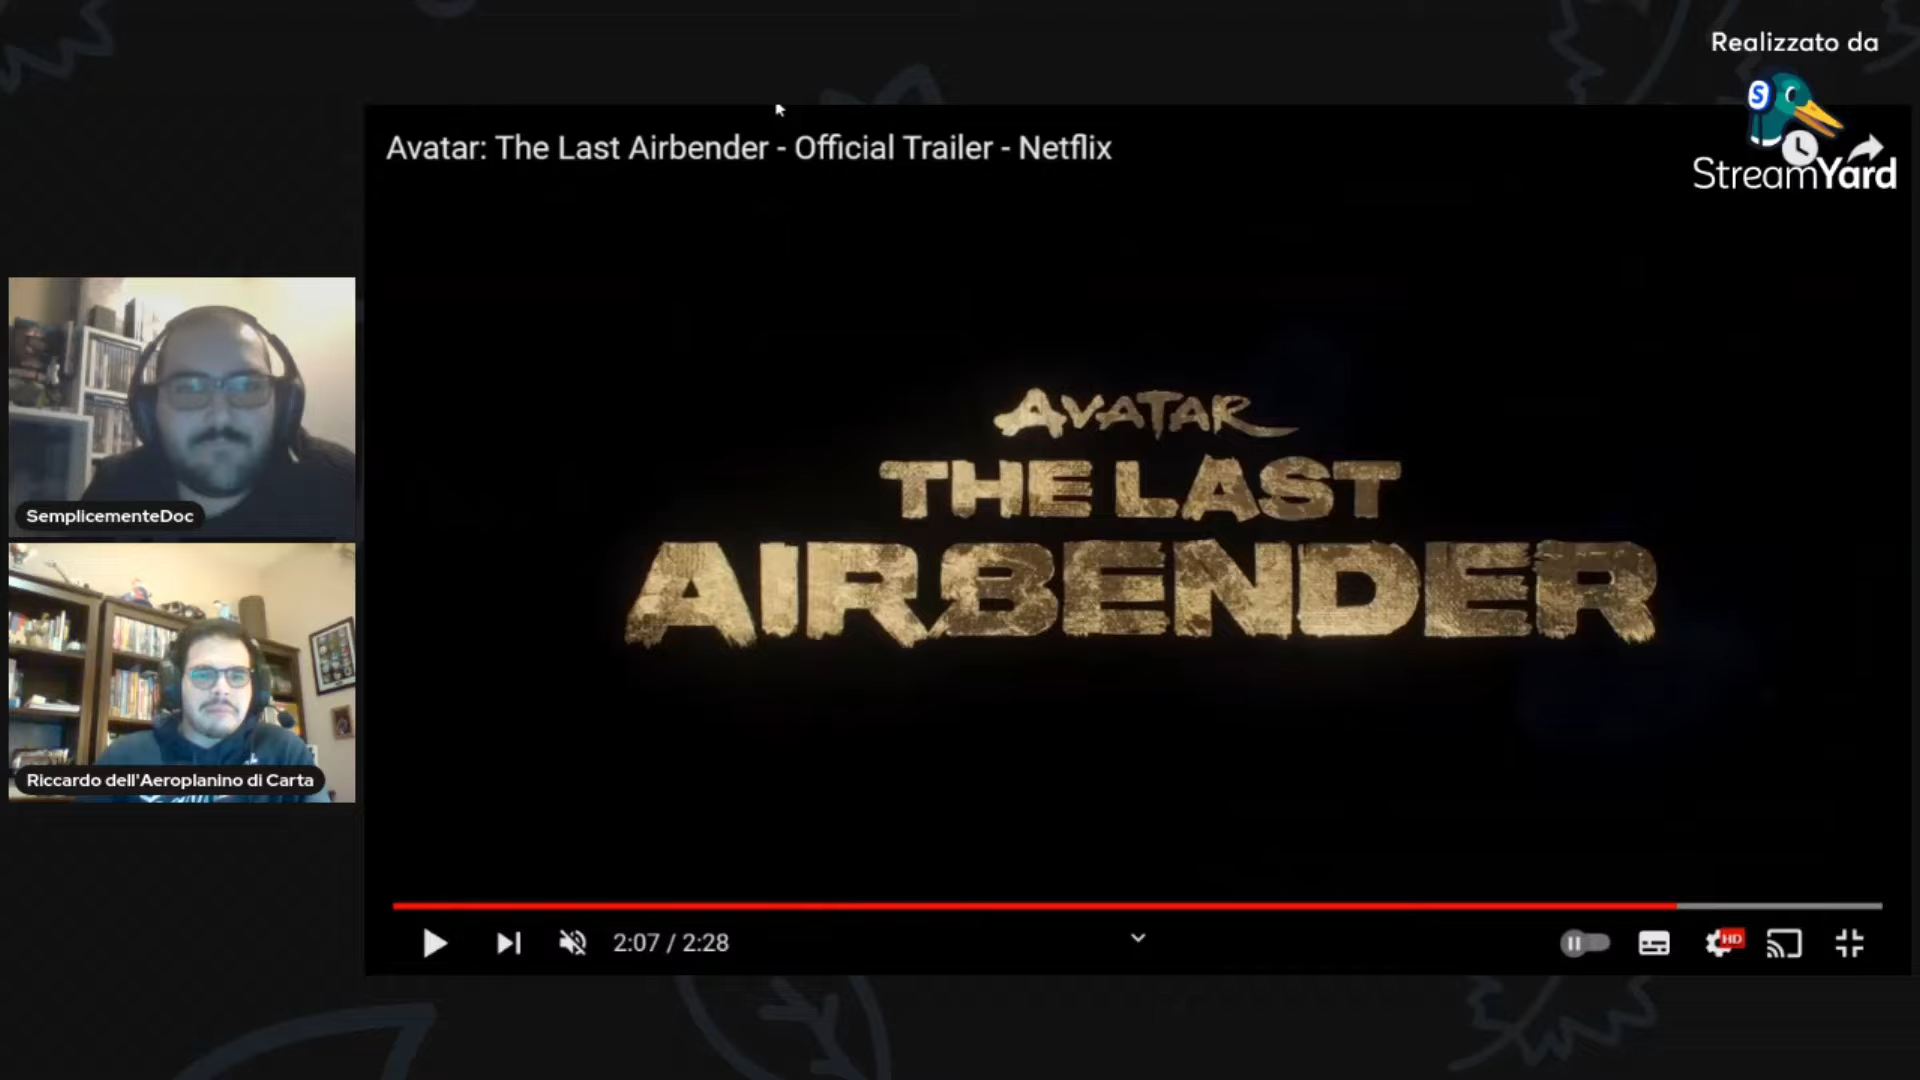 Realizzato da
S
StreamYard
Avatar: The Last Airbender - Official Trailer - Netflix
AVATAR
THE LAST
AIRBENDER
SemplicementeDoc
Riccardo dell'Aeroplanino di Carta
2:07 / 2:28
HD